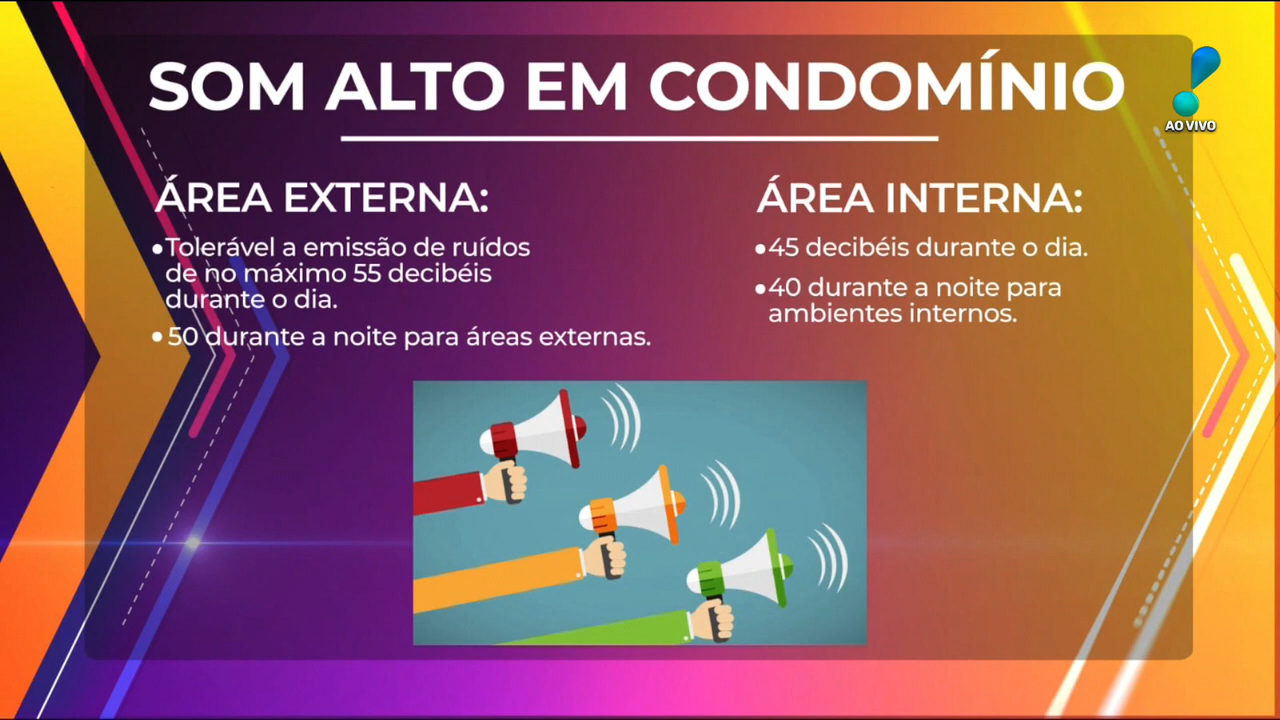 SOM ALTO EM CONDOMÍNIO
AO VIVO
ÁREA EXTERNA:
•Tolerável a emissão de ruídos
de no máximo 55 decibéis
durante o dia.
•50 durante a noite para áreas externas.
ÁREA INTERNA:
•45 decibéis durante o dia.
•40 durante a noite para
ambientes internos.